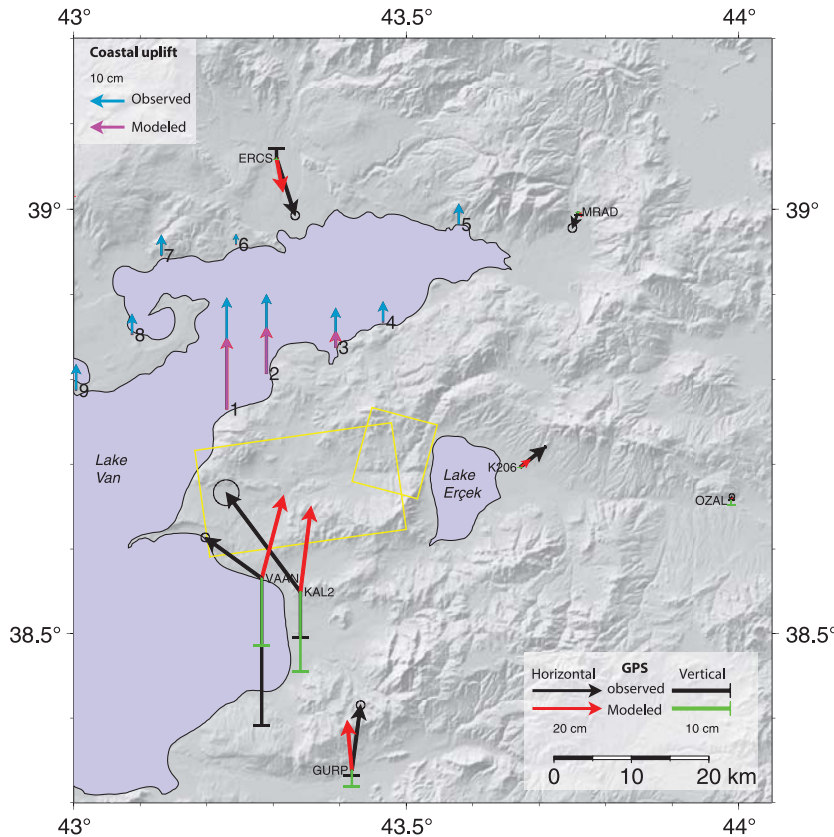 43° 43.5° 44°
Coastal uplift
10 cm
Observed
Modeled
ERCS
39° MRAD 39°
5
6
7
8
4
3
2
9
1
Lake
Van
Lake
Erçek
K206
OZAL
VAAN
KAL2
38.5° 38.5°
Horizontal GPS Vertical
observed
Modeled
20 cm 10 cm
0 10 20 km
GURP
43° 43.5° 44°